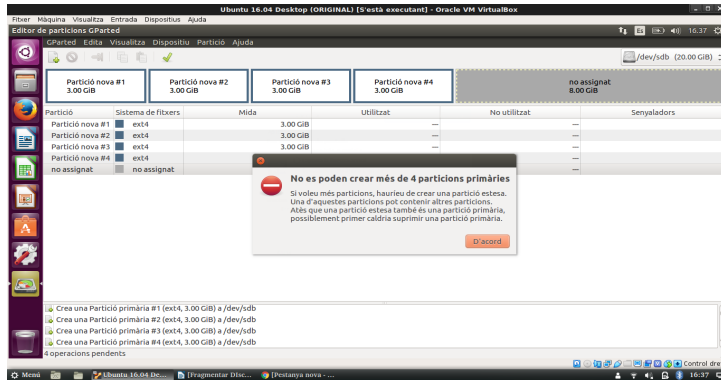 Ubuntu 16.04 Desktop (ORIGINAL) [S'està executant] - Oracle VM VirtualBox
Fitxer Màquina Visualitza Entrada Dispositius Ajuda
Editor de particions GParted
Es
16.37
GParted Edita Visualitza Dispositiu Partició Ajuda
/dev/sdb (20.00 GiB)
Partició nova #1
3.00 GiB
Partició nova #2
3.00 GiB
Partició nova #3
3.00 GiB
Partició nova #4
3.00 GiB
no assignat
8.00 GiB
Partició Sistema de fitxers Mida Utilitzat No utilitzat Senyaladors
Partició nova #1 ext4 3.00 GiB — —
Partició nova #2 ext4 3.00 GiB — —
Partició nova #3 ext4 3.00 GiB — —
Partició nova #4 ext4 —
no assignat no assignat —
No es poden crear més de 4 particions primàries
Si voleu més particions, hauríeu de crear una partició estesa.
Una d'aquestes particions pot contenir altres particions.
Atès que una partició estesa també és una partició primària,
possiblement primer caldria suprimir una partició primària.
D'acord
Crea una Partició primària #1 (ext4, 3.00 GiB) a /dev/sdb
Crea una Partició primària #2 (ext4, 3.00 GiB) a /dev/sdb
Crea una Partició primària #3 (ext4, 3.00 GiB) a /dev/sdb
Crea una Partició primària #4 (ext4, 3.00 GiB) a /dev/sdb
4 operacions pendents
Control dre
Menú
Ubuntu 16.04 De...
[Fragmentar DIsc...
[Pestanya nova - ...
16:37